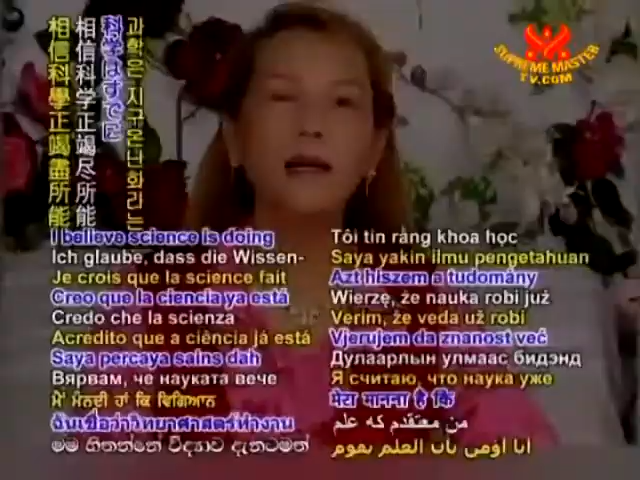 SUPREME MASTER
TV.COM
相信科學正竭盡所能
相信科学正竭尽所能
科学はすでに
과학은 지구온난화라는
I believe science is doing
Ich glaube, dass die Wissen-
Je crois que la science fait
Creo que la ciencia ya está
Credo che la scienza
Acredito que a ciência já está
Saya percaya sains dah
Вярвам, че науката вече
ਮੈਂ ਮੰਨਦੀ ਹਾਂ ਕਿ ਵਿਗਿਆਨ
ฉันเชื่อว่าวิทยาศาสตร์ทำงาน
මම හිතන්නේ විද්‍යාව දැනටමත්
Tôi tin rằng khoa học
Saya yakin ilmu pengetahuan
Azt hiszem a tudomány
Wierzę, że nauka robi już
Verim, že veda už robí
Vjerujem da znanost već
Дулаарлын улмаас бидэнд
Я считаю, что наука уже
मेरा मानना है कि
من معتقدم که علم
انا اؤمن بأن العلم يقوم